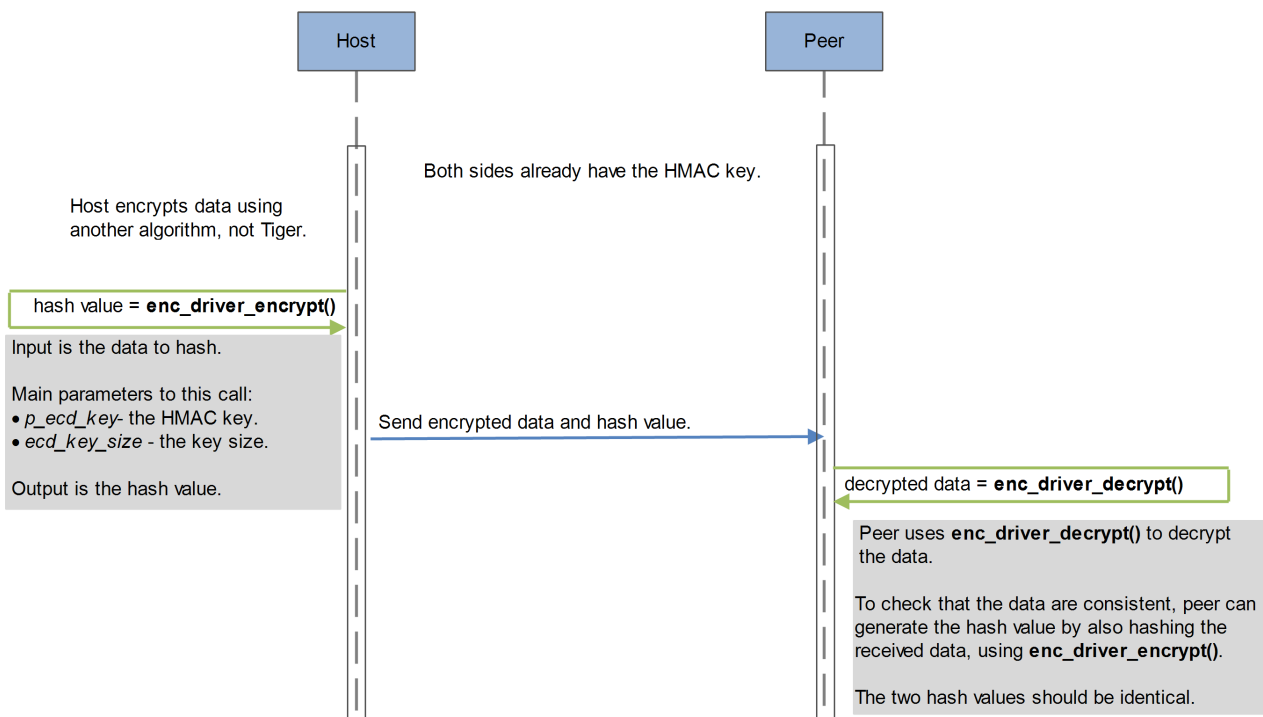 Host
Peer
Both sides already have the HMAC key.
Host encrypts data using
another algorithm, not Tiger.
hash value = enc_driver_encrypt()
Input is the data to hash.
Main parameters to this call:
• p_ecd_key- the HMAC key.
• ecd_key_size - the key size.
Output is the hash value.
Send encrypted data and hash value.
decrypted data = enc_driver_decrypt()
Peer uses enc_driver_decrypt() to decrypt
the data.
To check that the data are consistent, peer can
generate the hash value by also hashing the
received data, using enc_driver_encrypt().
The two hash values should be identical.